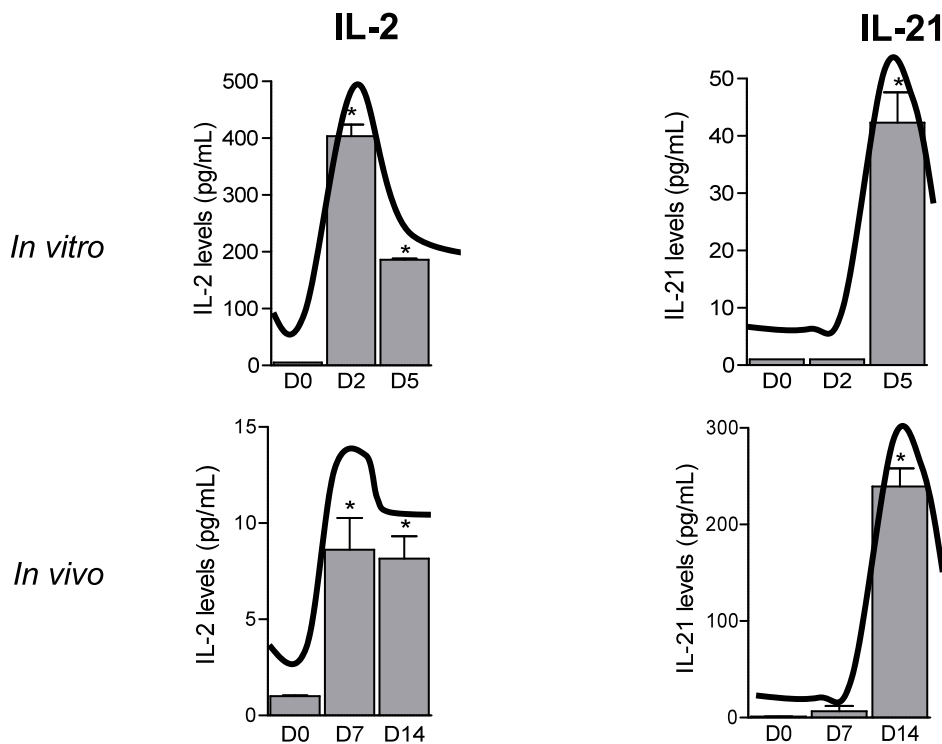 IL-2
IL-21
In vitro
IL-2 levels (pg/mL)
500
400
300
200
100
0
*
*
D0 D2 D5
IL-21 levels (pg/mL)
50
40
30
20
10
0
*
D0 D2 D5
In vivo
IL-2 levels (pg/mL)
15
10
5
0
*
*
D0 D7 D14
IL-21 levels (pg/mL)
300
200
100
0
*
D0 D7 D14